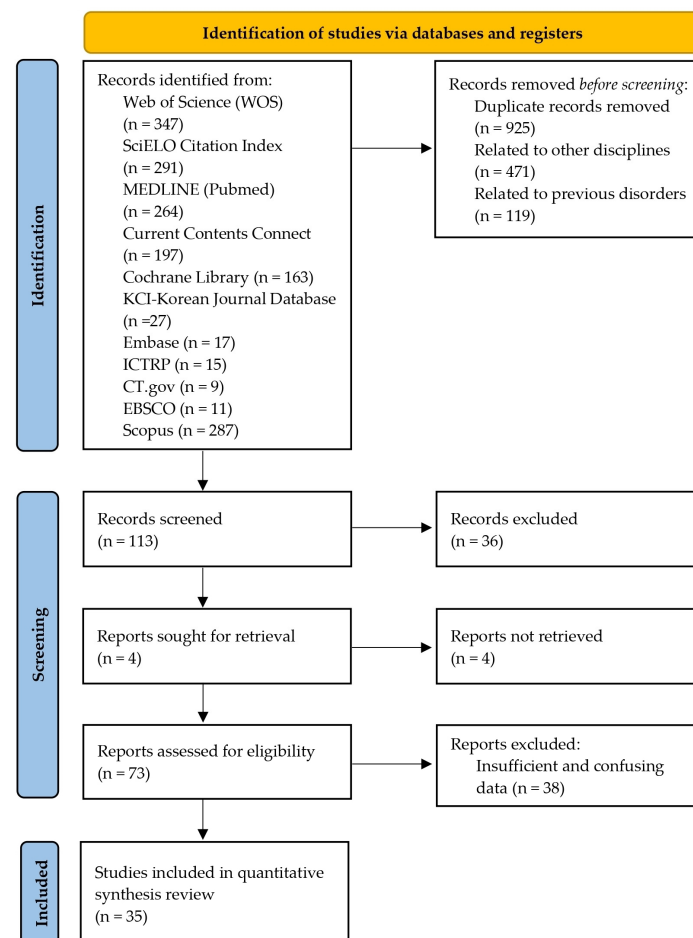 Identification of studies via databases and registers
Identification
Records identified from:
Web of Science (WOS)
(n = 347)
SciELO Citation Index
(n = 291)
MEDLINE (Pubmed)
(n = 264)
Current Contents Connect
(n = 197)
Cochrane Library (n = 163)
KCI-Korean Journal Database
(n =27)
Embase (n = 17)
ICTRP (n = 15)
CT.gov (n = 9)
EBSCO (n = 11)
Scopus (n = 287)
Records removed before screening:
Duplicate records removed
(n = 925)
Related to other disciplines
(n = 471)
Related to previous disorders
(n = 119)
Screening
Records screened
(n = 113)
Records excluded
(n = 36)
Reports sought for retrieval
(n = 4)
Reports not retrieved
(n = 4)
Reports assessed for eligibility
(n = 73)
Reports excluded:
Insufficient and confusing
data (n = 38)
Included
Studies included in quantitative
synthesis review
(n = 35)